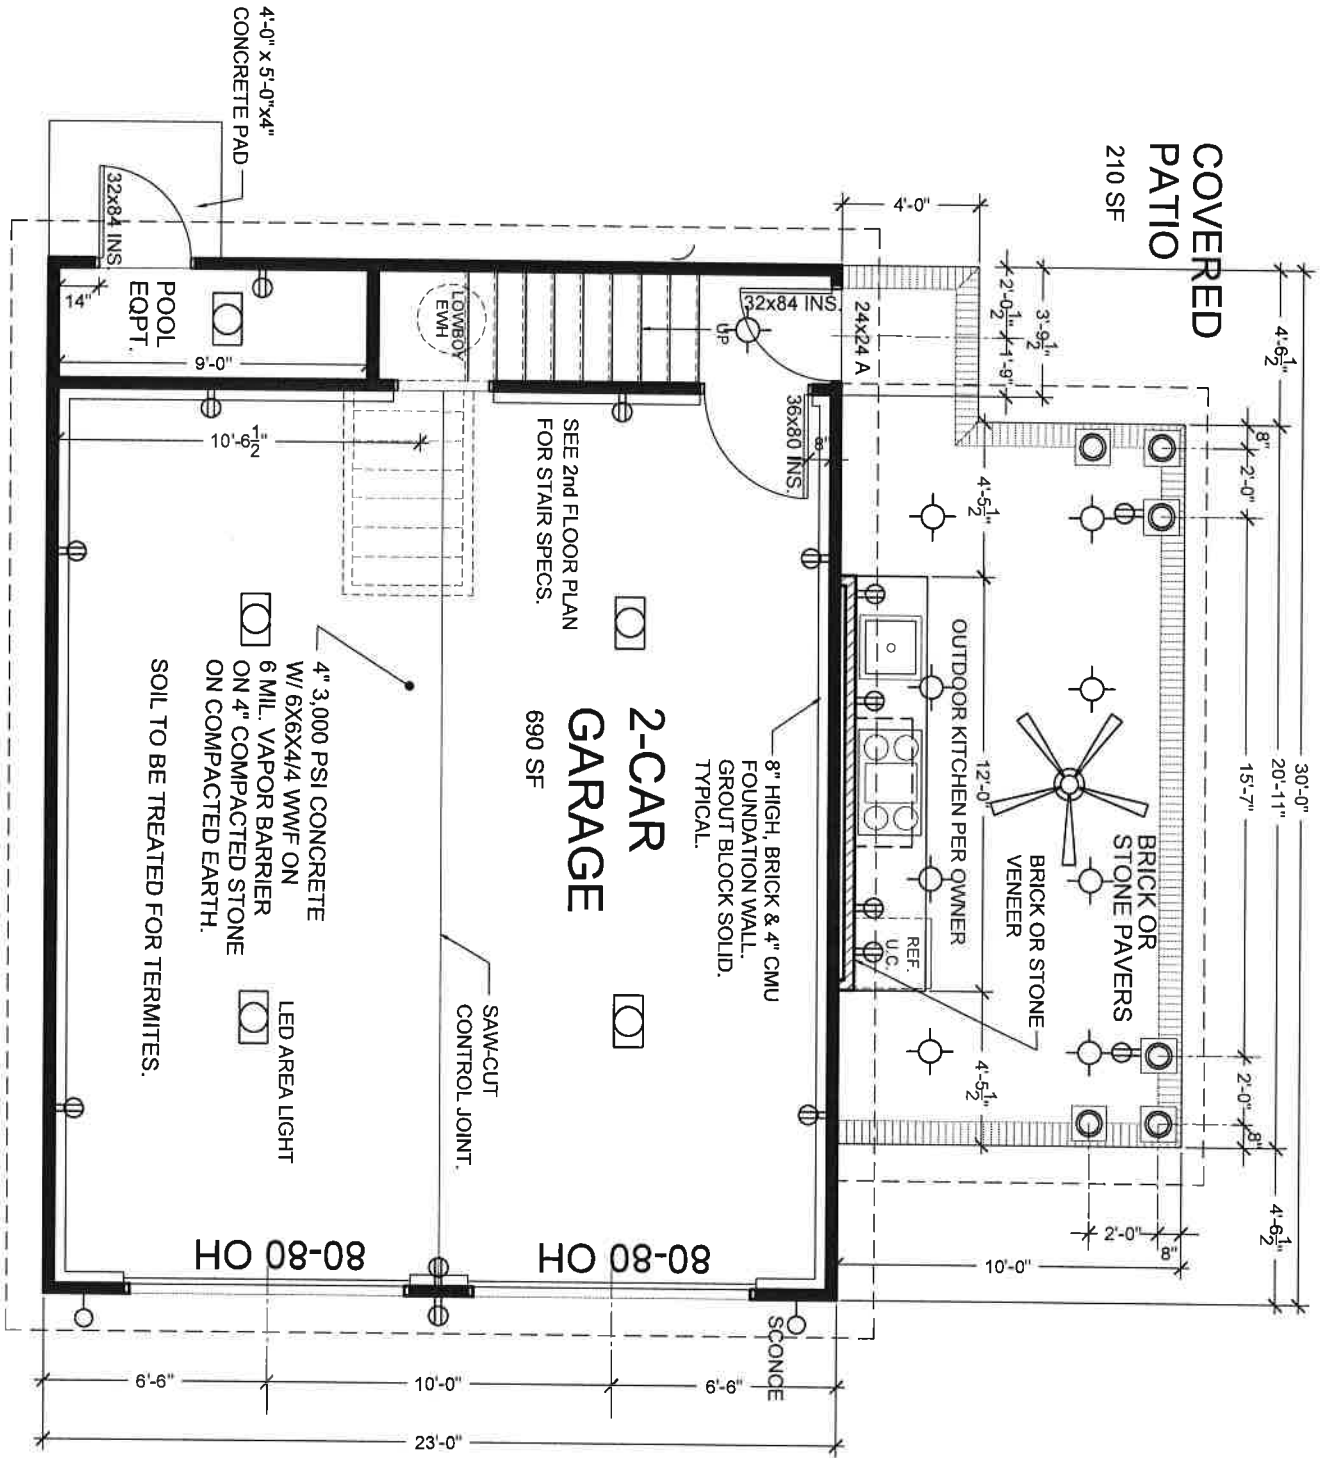 COVERED
PATIO
210 SF
30'-0"
4'-6 1/2"
20'-11"
4'-6 1/2"
3'-9 1/2"
2'-0 1/2"
1'-9"
8"
2'-0"
15'-7"
2'-0"
8"
4'-0"
4'-5 1/2"
12'-0"
4'-5 1/2"
2'-0"
8"
10'-0"
BRICK OR
STONE PAVERS
BRICK OR STONE
VENEER
OUTDOOR KITCHEN PER OWNER
REF.
U.C.
24x24 A
32x84 INS.
36x80 INS.
8"
UP
LOWBOY
EWH
8" HIGH, BRICK & 4" CMU
FOUNDATION WALL.
GROUT BLOCK SOLID.
TYPICAL.
2-CAR
GARAGE
690 SF
SEE 2nd FLOOR PLAN
FOR STAIR SPECS.
SAW-CUT
CONTROL JOINT.
4" 3,000 PSI CONCRETE
W/ 6X6X4/4 WWF ON
6 MIL. VAPOR BARRIER
ON 4" COMPACTED STONE
ON COMPACTED EARTH.
LED AREA LIGHT
SOIL TO BE TREATED FOR TERMITES.
10'-6 1/2"
9'-0"
POOL
EQPT.
14"
32x84 INS.
4'-0" x 5'-0"x4"
CONCRETE PAD
80-80 OH
80-80 OH
SCONCE
6'-6"
10'-0"
6'-6"
23'-0"